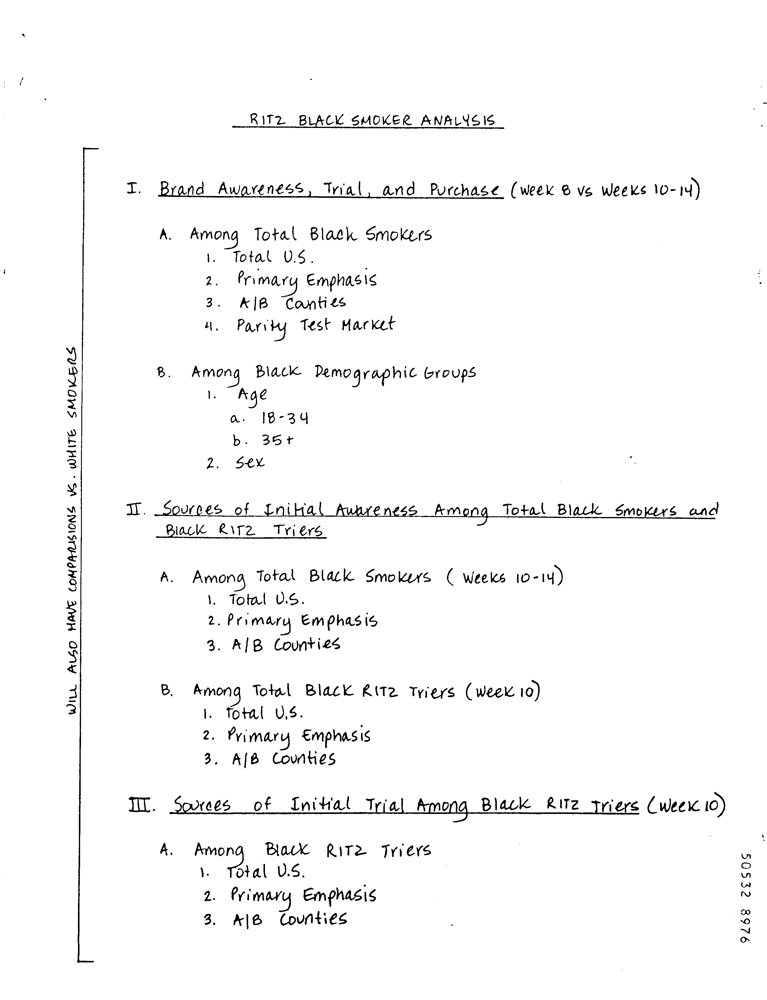 RITZ BLACK SMOKER ANALYSIS
I. Brand Awareness, Trial, and Purchase (Week 8 vs Weeks 10-14)
A. Among Total Black Smokers
1. Total U.S.
2. Primary Emphasis
3. A/B Counties
4. Parity Test Market
B. Among Black Demographic Groups
1. Age
a. 18-34
b. 35+
2. Sex
II. Sources of Initial Awareness Among Total Black Smokers and
Black RITZ Triers
A. Among Total Black Smokers (Weeks 10-14)
1. Total U.S.
2. Primary Emphasis
3. A/B Counties
B. Among Total Black RITZ Triers (Week 10)
1. Total U.S.
2. Primary Emphasis
3. A/B Counties
III. Sources of Initial Trial Among Black RITZ Triers (Week 10)
A. Among Black RITZ Triers
1. Total U.S.
2. Primary Emphasis
3. A/B Counties
WILL ALSO HAVE COMPARISIONS VS. WHITE SMOKERS
50532 8976